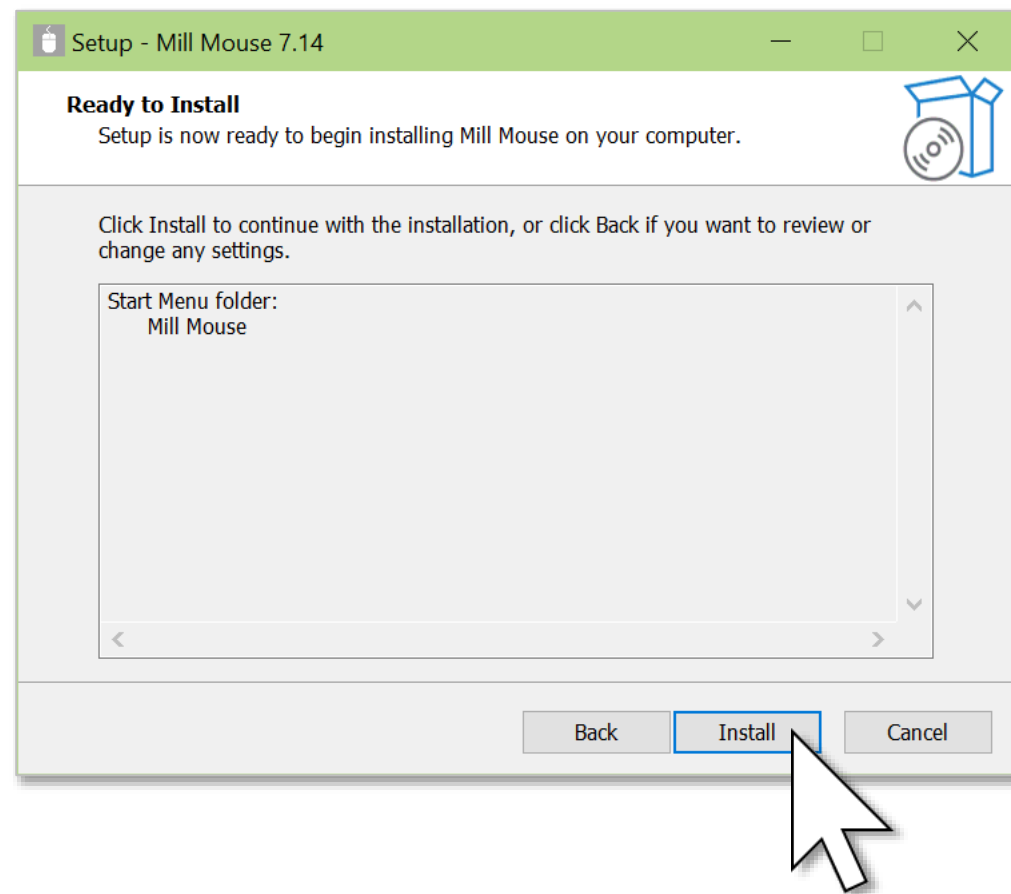 Setup - Mill Mouse 7.14
Ready to Install
Setup is now ready to begin installing Mill Mouse on your computer.
Click Install to continue with the installation, or click Back if you want to review or
change any settings.
Start Menu folder:
Mill Mouse
Back
Install
Cancel